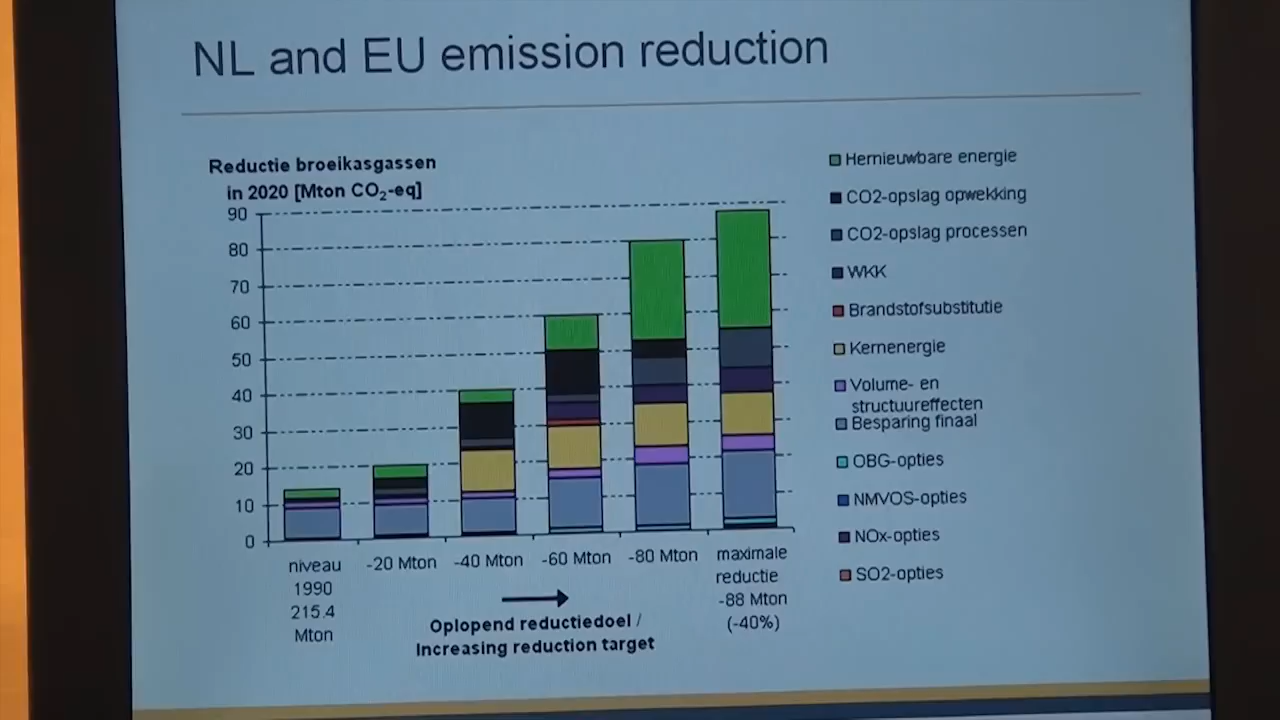 NL and EU emission reduction
Reductie broeikasgassen
in 2020 [Mton CO2-eq]
90
80
70
60
50
40
30
20
10
0
niveau
1990
215.4
Mton
-20 Mton
-40 Mton
-60 Mton
-80 Mton
maximale
reductie
-88 Mton
(-40%)
Oplopend reductiedoel /
Increasing reduction target
Hernieuwbare energie
CO2-opslag opwekking
CO2-opslag processen
WKK
Brandstofsubstitutie
Kernenergie
Volume- en
structuureffecten
Besparing finaal
OBG-opties
NMVOS-opties
NOx-opties
SO2-opties